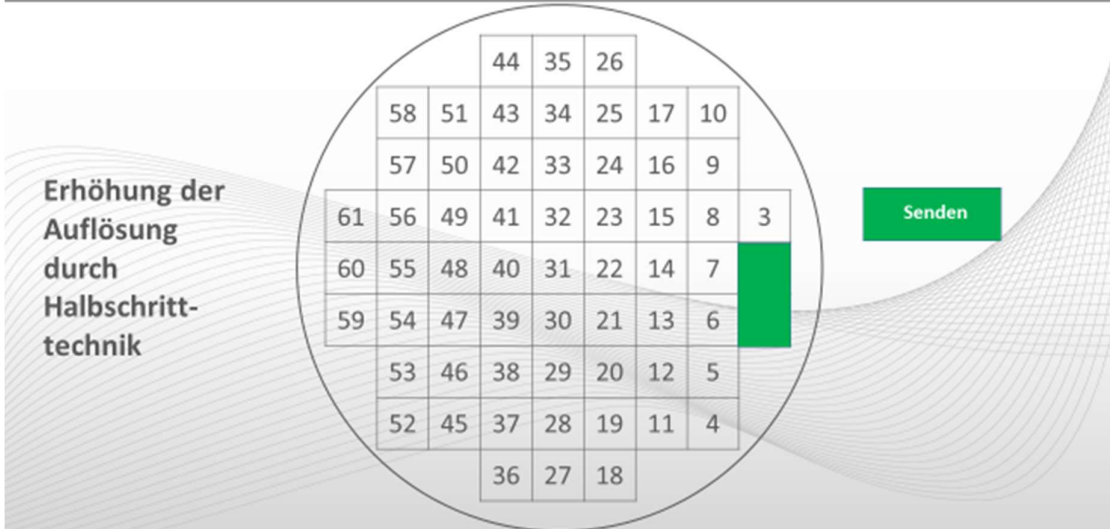 44 35 26
58 51 43 34 25 17 10
57 50 42 33 24 16 9
Erhöhung der
Auflösung
durch
Halbschritt-
technik
61 56 49 41 32 23 15 8 3
Senden
60 55 48 40 31 22 14 7
59 54 47 39 30 21 13 6
53 46 38 29 20 12 5
52 45 37 28 19 11 4
36 27 18